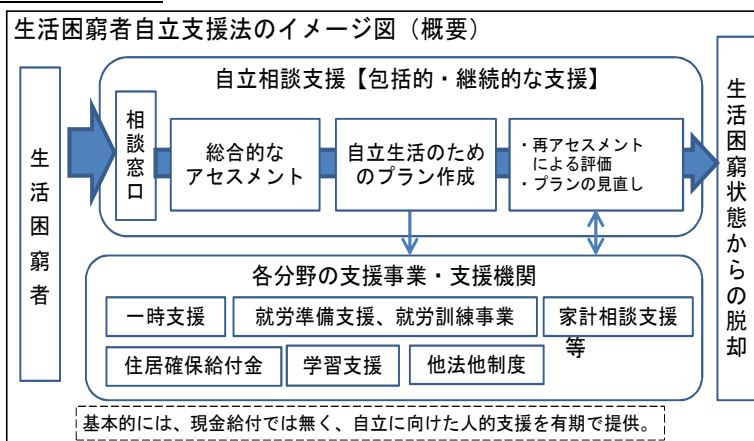 生活困窮者自立支援法のイメージ図（概要）
生活困窮者
自立相談支援【包括的・継続的な支援】
相談窓口
総合的な
アセスメント
自立生活のため
のプラン作成
・再アセスメント
による評価
・プランの見直し
各分野の支援事業・支援機関
一時支援
就労準備支援、就労訓練事業
家計相談支援
等
住居確保給付金
学習支援
他法他制度
生活困窮状態からの脱却
基本的には、現金給付では無く、自立に向けた人的支援を有期で提供。